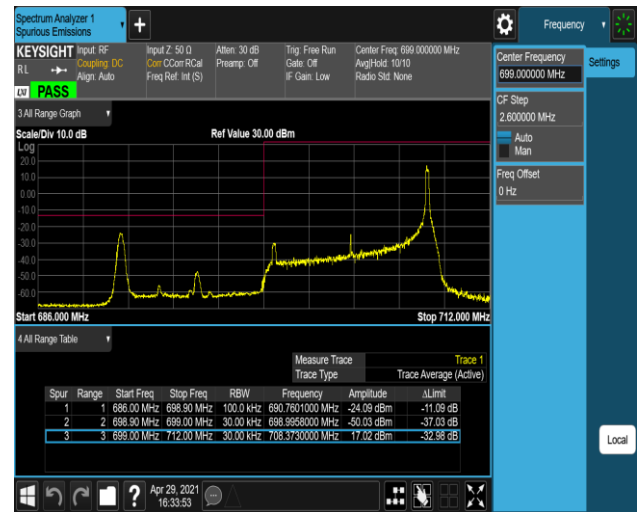 Spectrum Analyzer 1
Spurious Emissions
Frequency
KEYSIGHT Input: RF Input Z: 50 Ω Atten: 30 dB Trig: Free Run Center Freq: 699.000000 MHz
RL Coupling: DC Corr CCorr RCal Preamp: Off Gate: Off Avg|Hold: 10/10
Align: Auto Freq Ref: Int (S) IF Gain: Low Radio Std: None
LXI PASS
3 All Range Graph
Scale/Div 10.0 dB Ref Value 30.00 dBm
Log
20.0
10.0
0.00
-10.0
-20.0
-30.0
-40.0
-50.0
-60.0
Start 686.000 MHz Stop 712.000 MHz
4 All Range Table
Measure Trace Trace 1
Trace Type Trace Average (Active)
Spur Range Start Freq Stop Freq RBW Frequency Amplitude ΔLimit
1 1 686.00 MHz 698.90 MHz 100.0 kHz 690.7601000 MHz -24.09 dBm -11.09 dB
2 2 698.90 MHz 699.00 MHz 30.00 kHz 698.9958000 MHz -50.03 dBm -37.03 dB
3 3 699.00 MHz 712.00 MHz 30.00 kHz 708.3730000 MHz 17.02 dBm -32.98 dB
Apr 29, 2021
16:33:53
Center Frequency
699.000000 MHz
Settings
CF Step
2.600000 MHz
Auto
Man
Freq Offset
0 Hz
Local